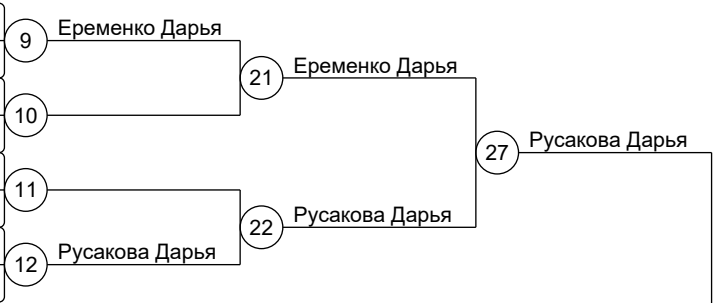 9 Еременко Дарья
21 Еременко Дарья
10
27 Русакова Дарья
11
22 Русакова Дарья
12 Русакова Дарья